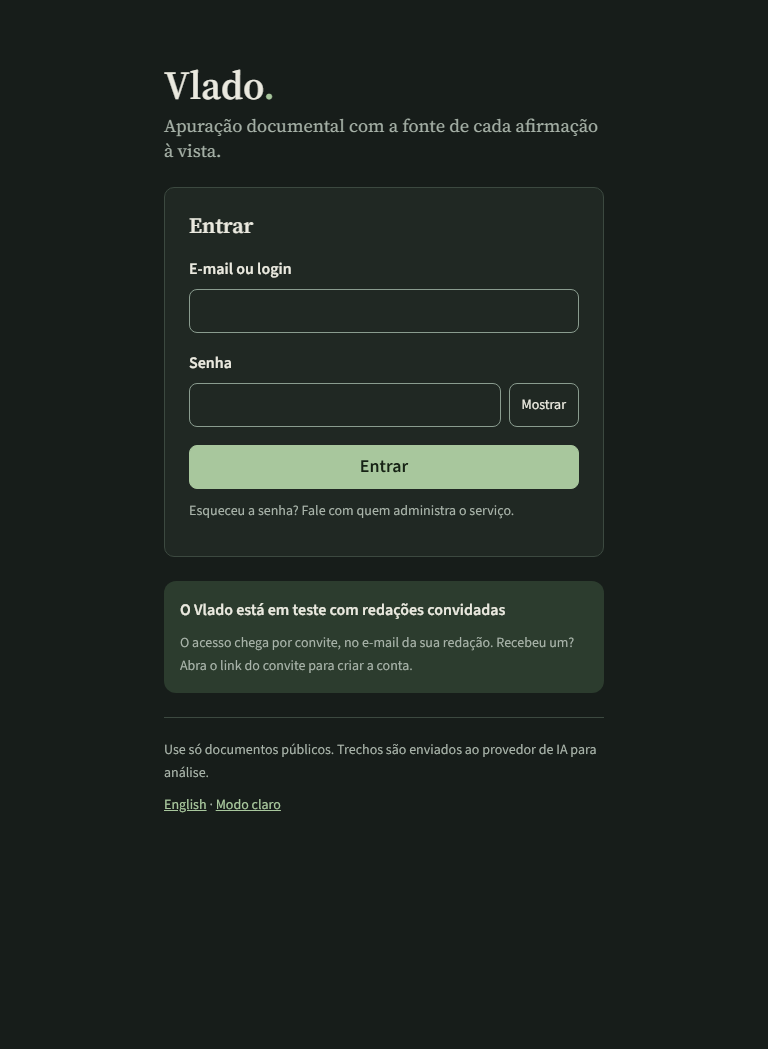 Vlado.
Apuração documental com a fonte de cada afirmação
à vista.
Entrar
E-mail ou login
Senha
Mostrar
Entrar
Esqueceu a senha? Fale com quem administra o serviço.
O Vlado está em teste com redações convidadas
O acesso chega por convite, no e-mail da sua redação. Recebeu um?
Abra o link do convite para criar a conta.
Use só documentos públicos. Trechos são enviados ao provedor de IA para
análise.
English · Modo claro